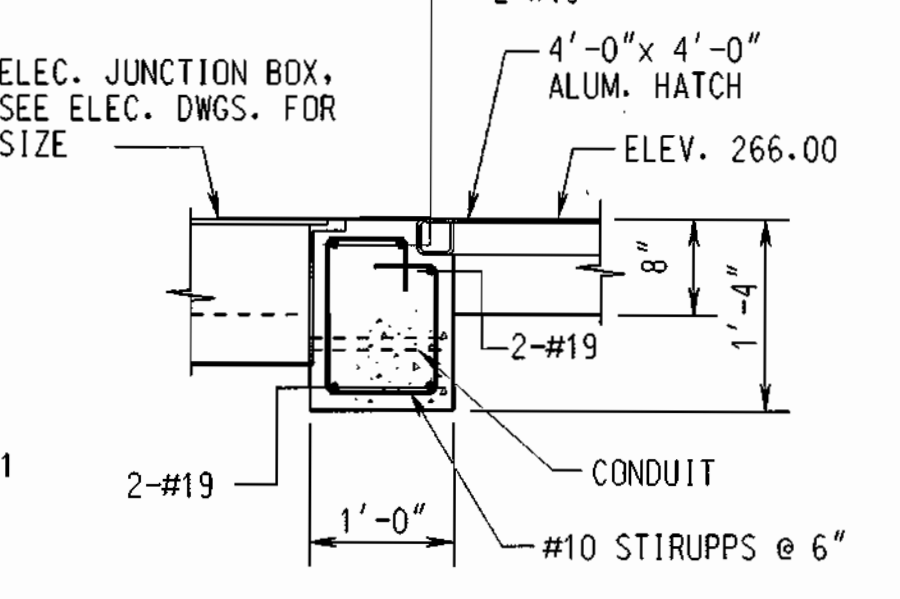 4'-0"x 4'-0"
ALUM. HATCH
ELEC. JUNCTION BOX,
SEE ELEC. DWGS. FOR
SIZE
ELEV. 266.00
8"
1'-4"
2-#19
1
2-#19
CONDUIT
1'-0"
#10 STIRUPPS @ 6"